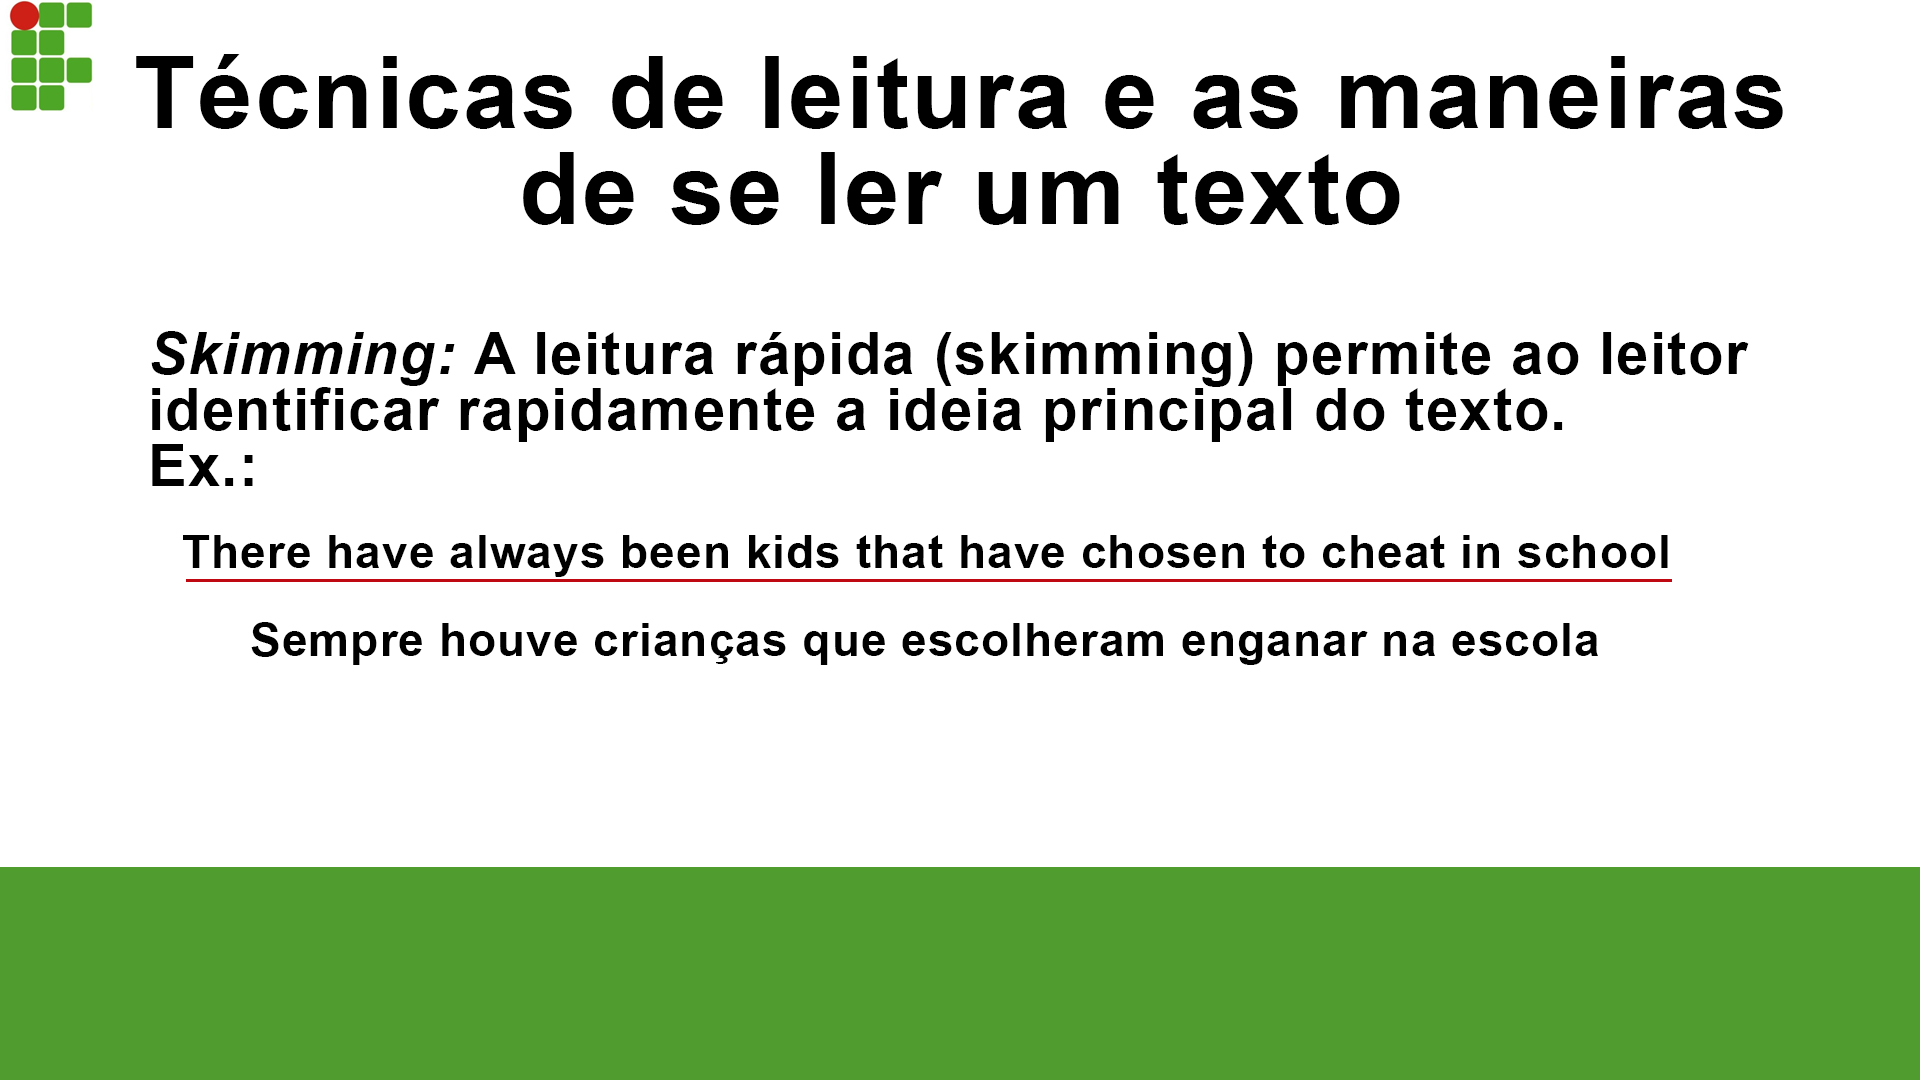 Técnicas de leitura e as maneiras
de se ler um texto
Skimming: A leitura rápida (skimming) permite ao leitor
identificar rapidamente a ideia principal do texto.
Ex.:
There have always been kids that have chosen to cheat in school
Sempre houve crianças que escolheram enganar na escola